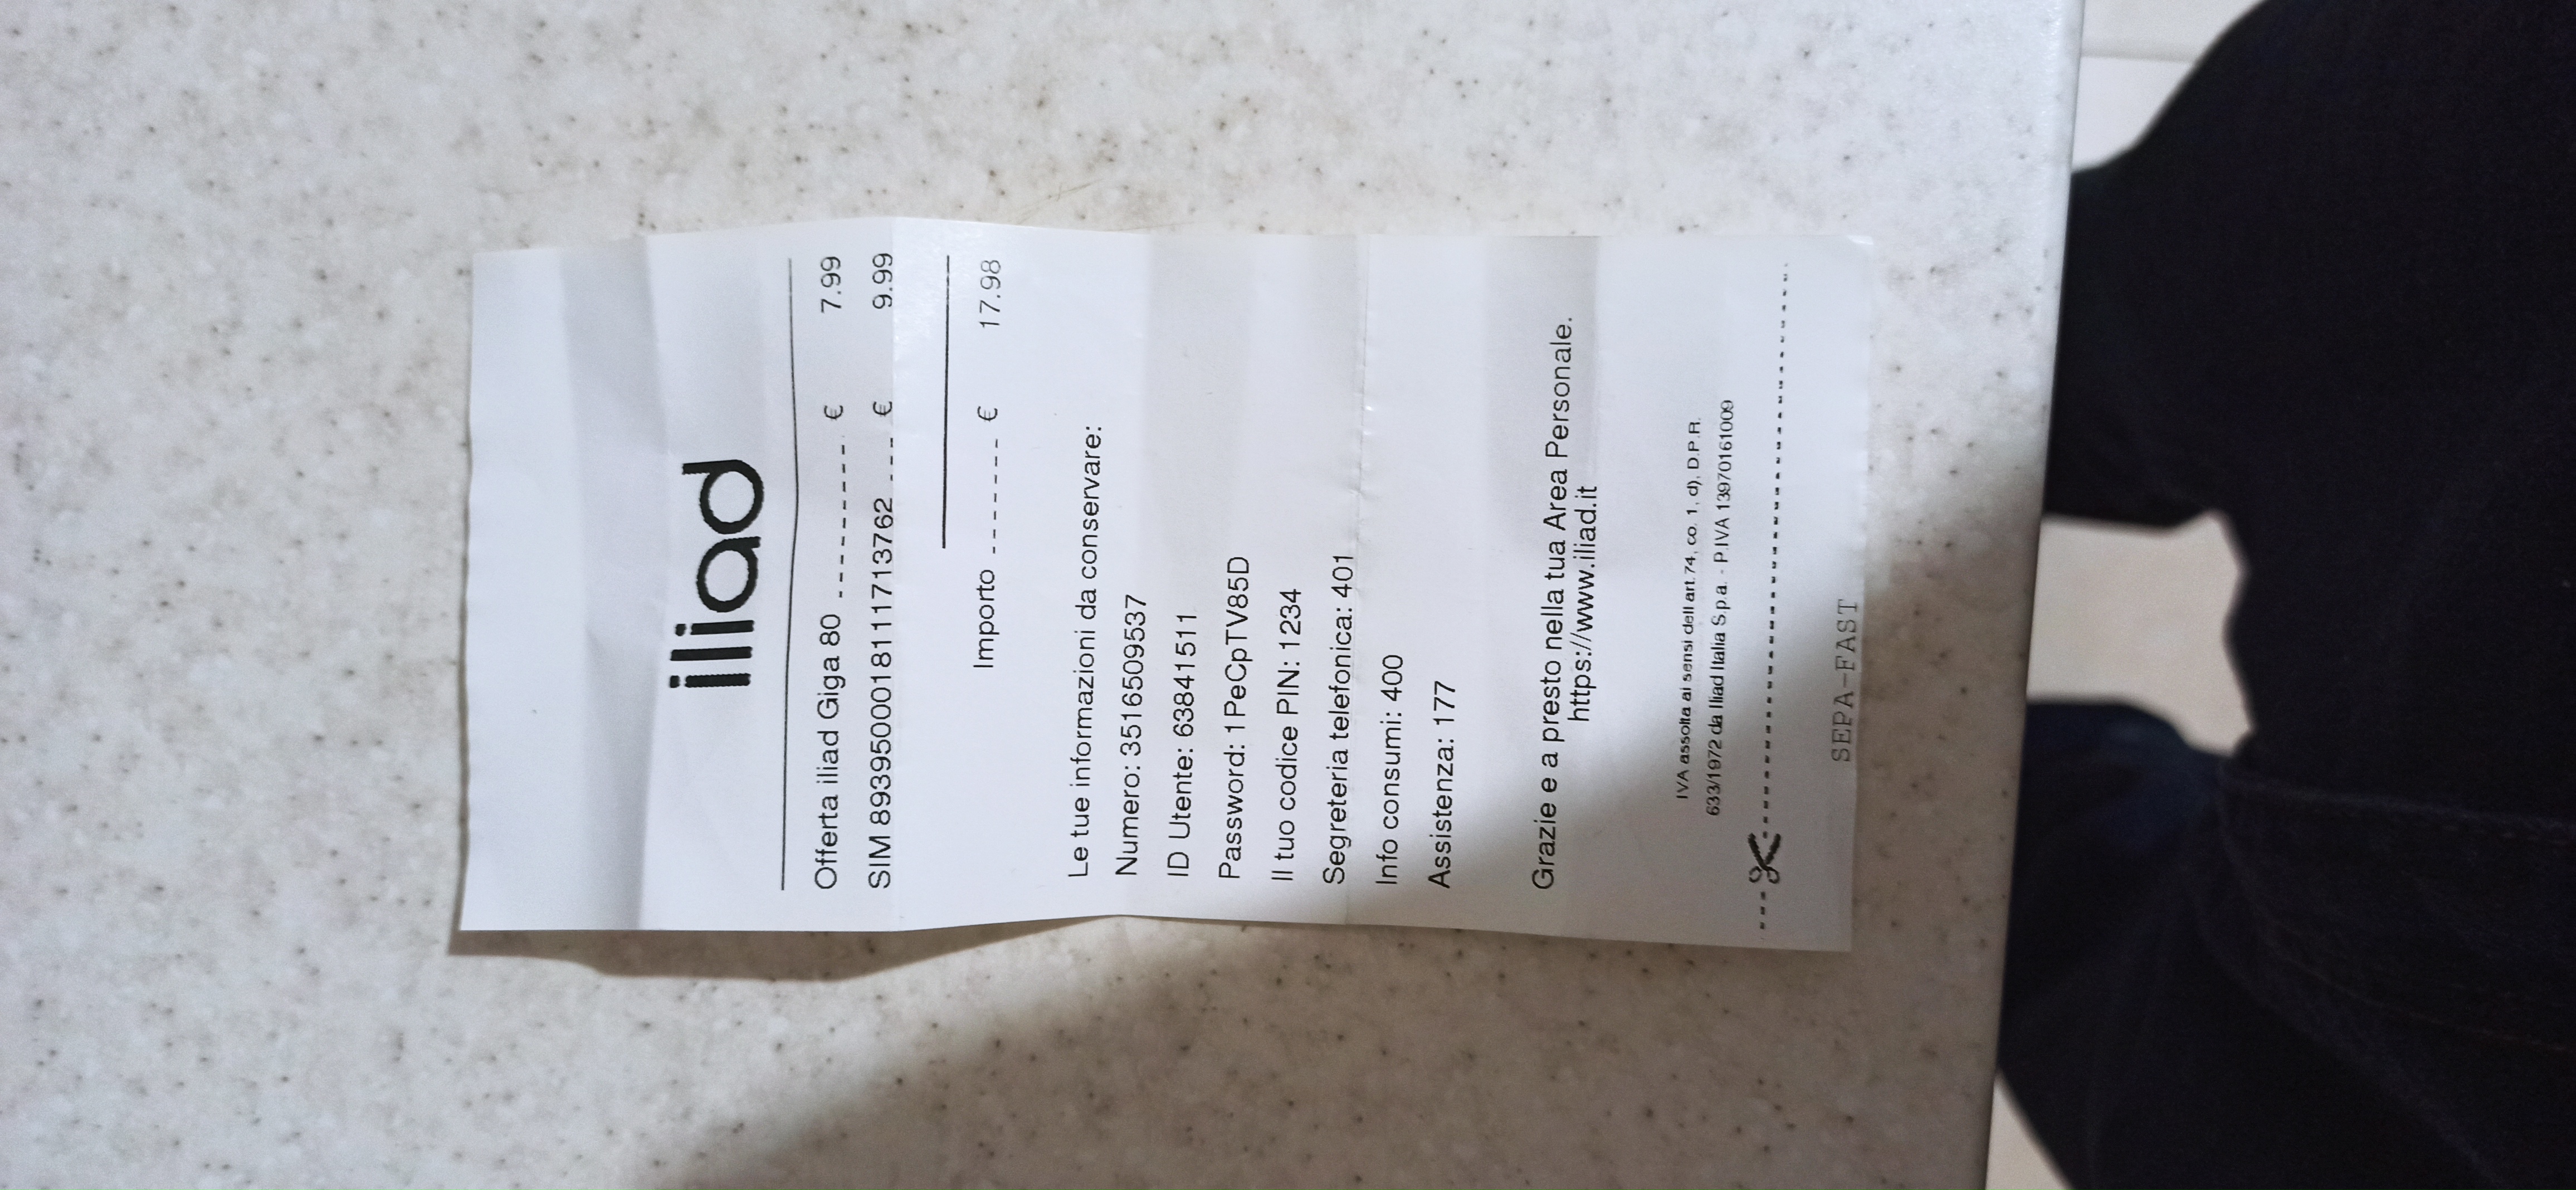 iliad
Offerta iliad Giga 80 ---------- € 7.99
SIM 8939500018111713762 ---- € 9.99
Importo -------- € 17.98
Le tue informazioni da conservare:
Numero: 3516509537
ID Utente: 63841511
Password: 1PeCpTV85D
Il tuo codice PIN: 1234
Segreteria telefonica: 401
Info consumi: 400
Assistenza: 177
Grazie e a presto nella tua Area Personale.
https://www.iliad.it
IVA assolta ai sensi dell art.74, co. 1, d), D.P.R.
633/1972 da Iliad Italia S.p.a. - P.IVA 13970161009
SEPA-FAST